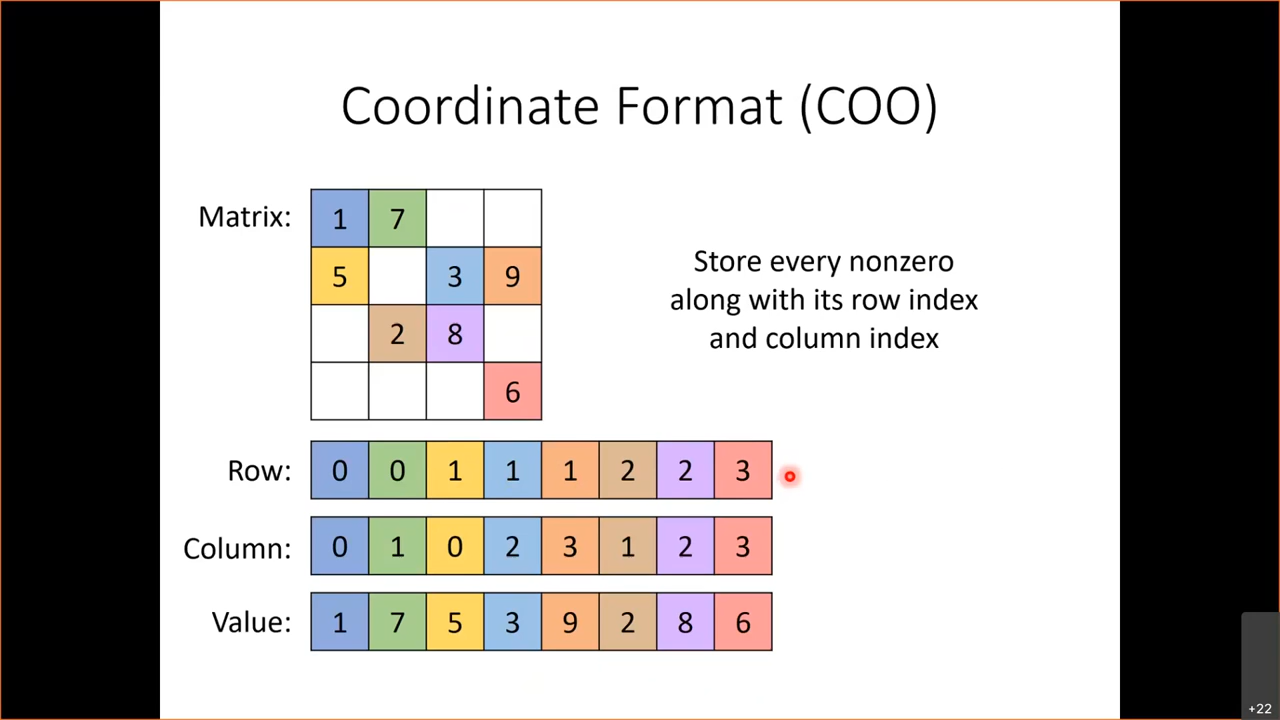 Coordinate Format (COO)
Matrix:
1 7
5 3 9
2 8
6
Store every nonzero
along with its row index
and column index
Row: 0 0 1 1 1 2 2 3
Column: 0 1 0 2 3 1 2 3
Value: 1 7 5 3 9 2 8 6
+22